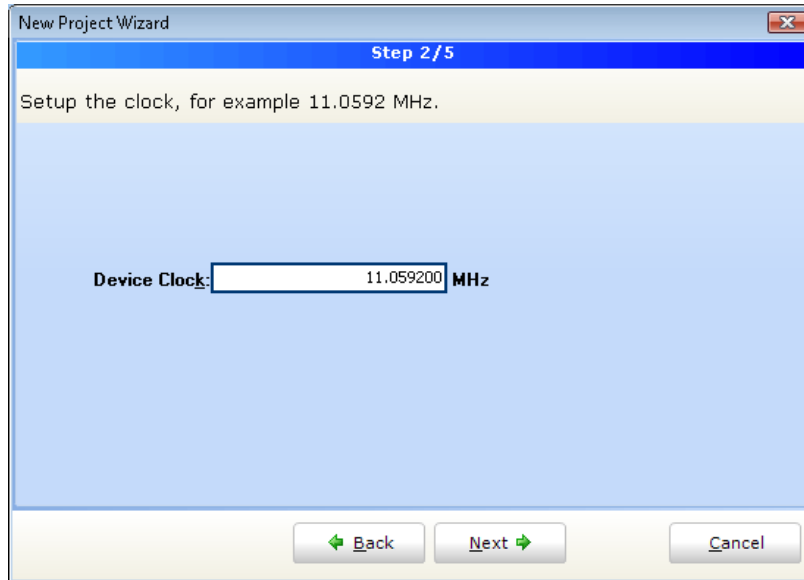 New Project Wizard
Step 2/5
Setup the clock, for example 11.0592 MHz.
Device Clock: 11.059200 MHz
Back Next Cancel